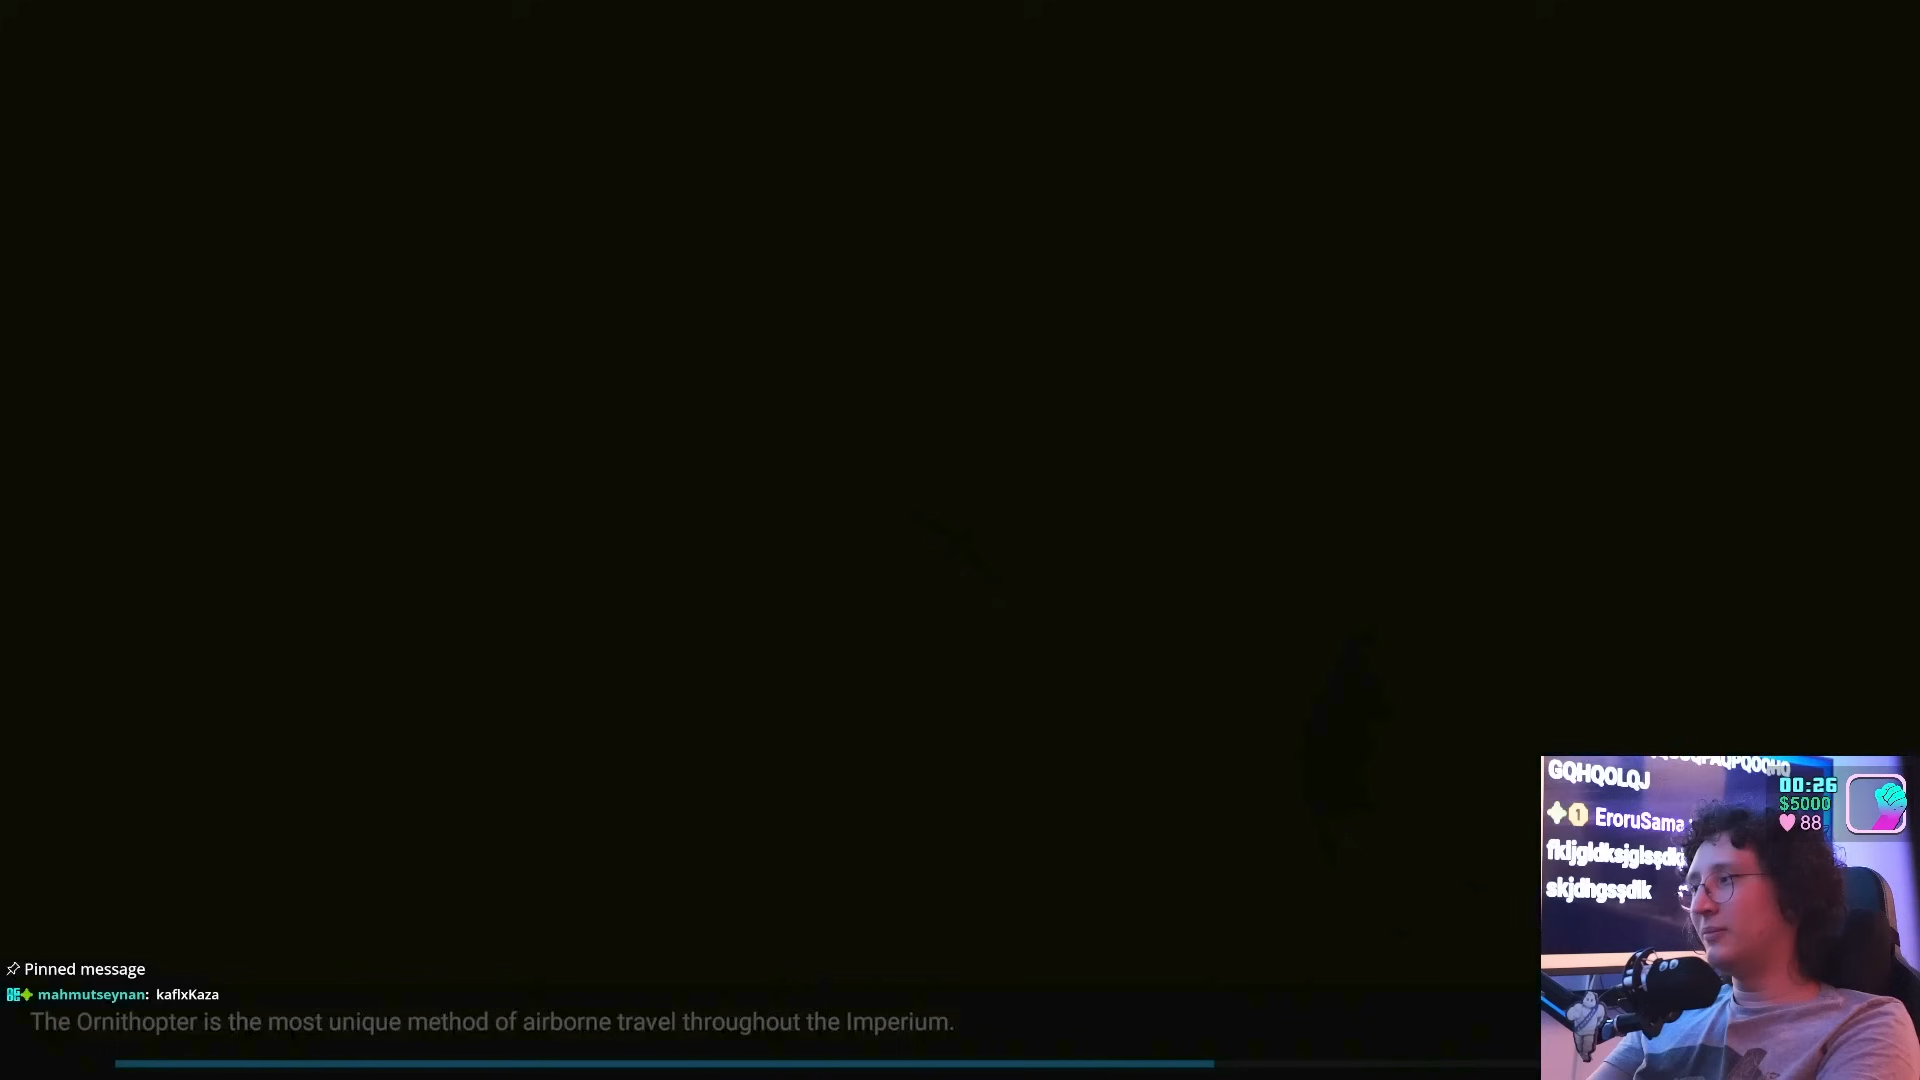 GQHQOLQJ
00:26
$5000
88
1 EroruSama
skjdhgsşdlk
Pinned message
mahmutseynan: kaflxKaza
The Ornithopter is the most unique method of airborne travel throughout the Imperium.